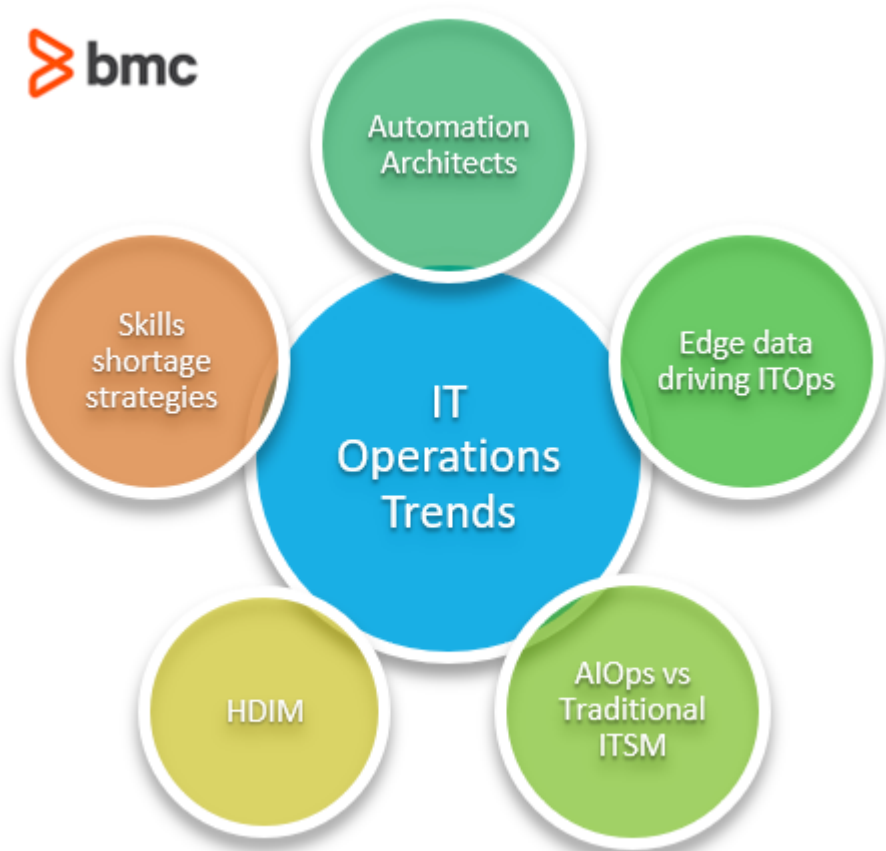 bmc
Automation
Architects
Skills
shortage
strategies
Edge data
driving ITOps
IT
Operations
Trends
HDIM
AIOps vs
Traditional
ITSM